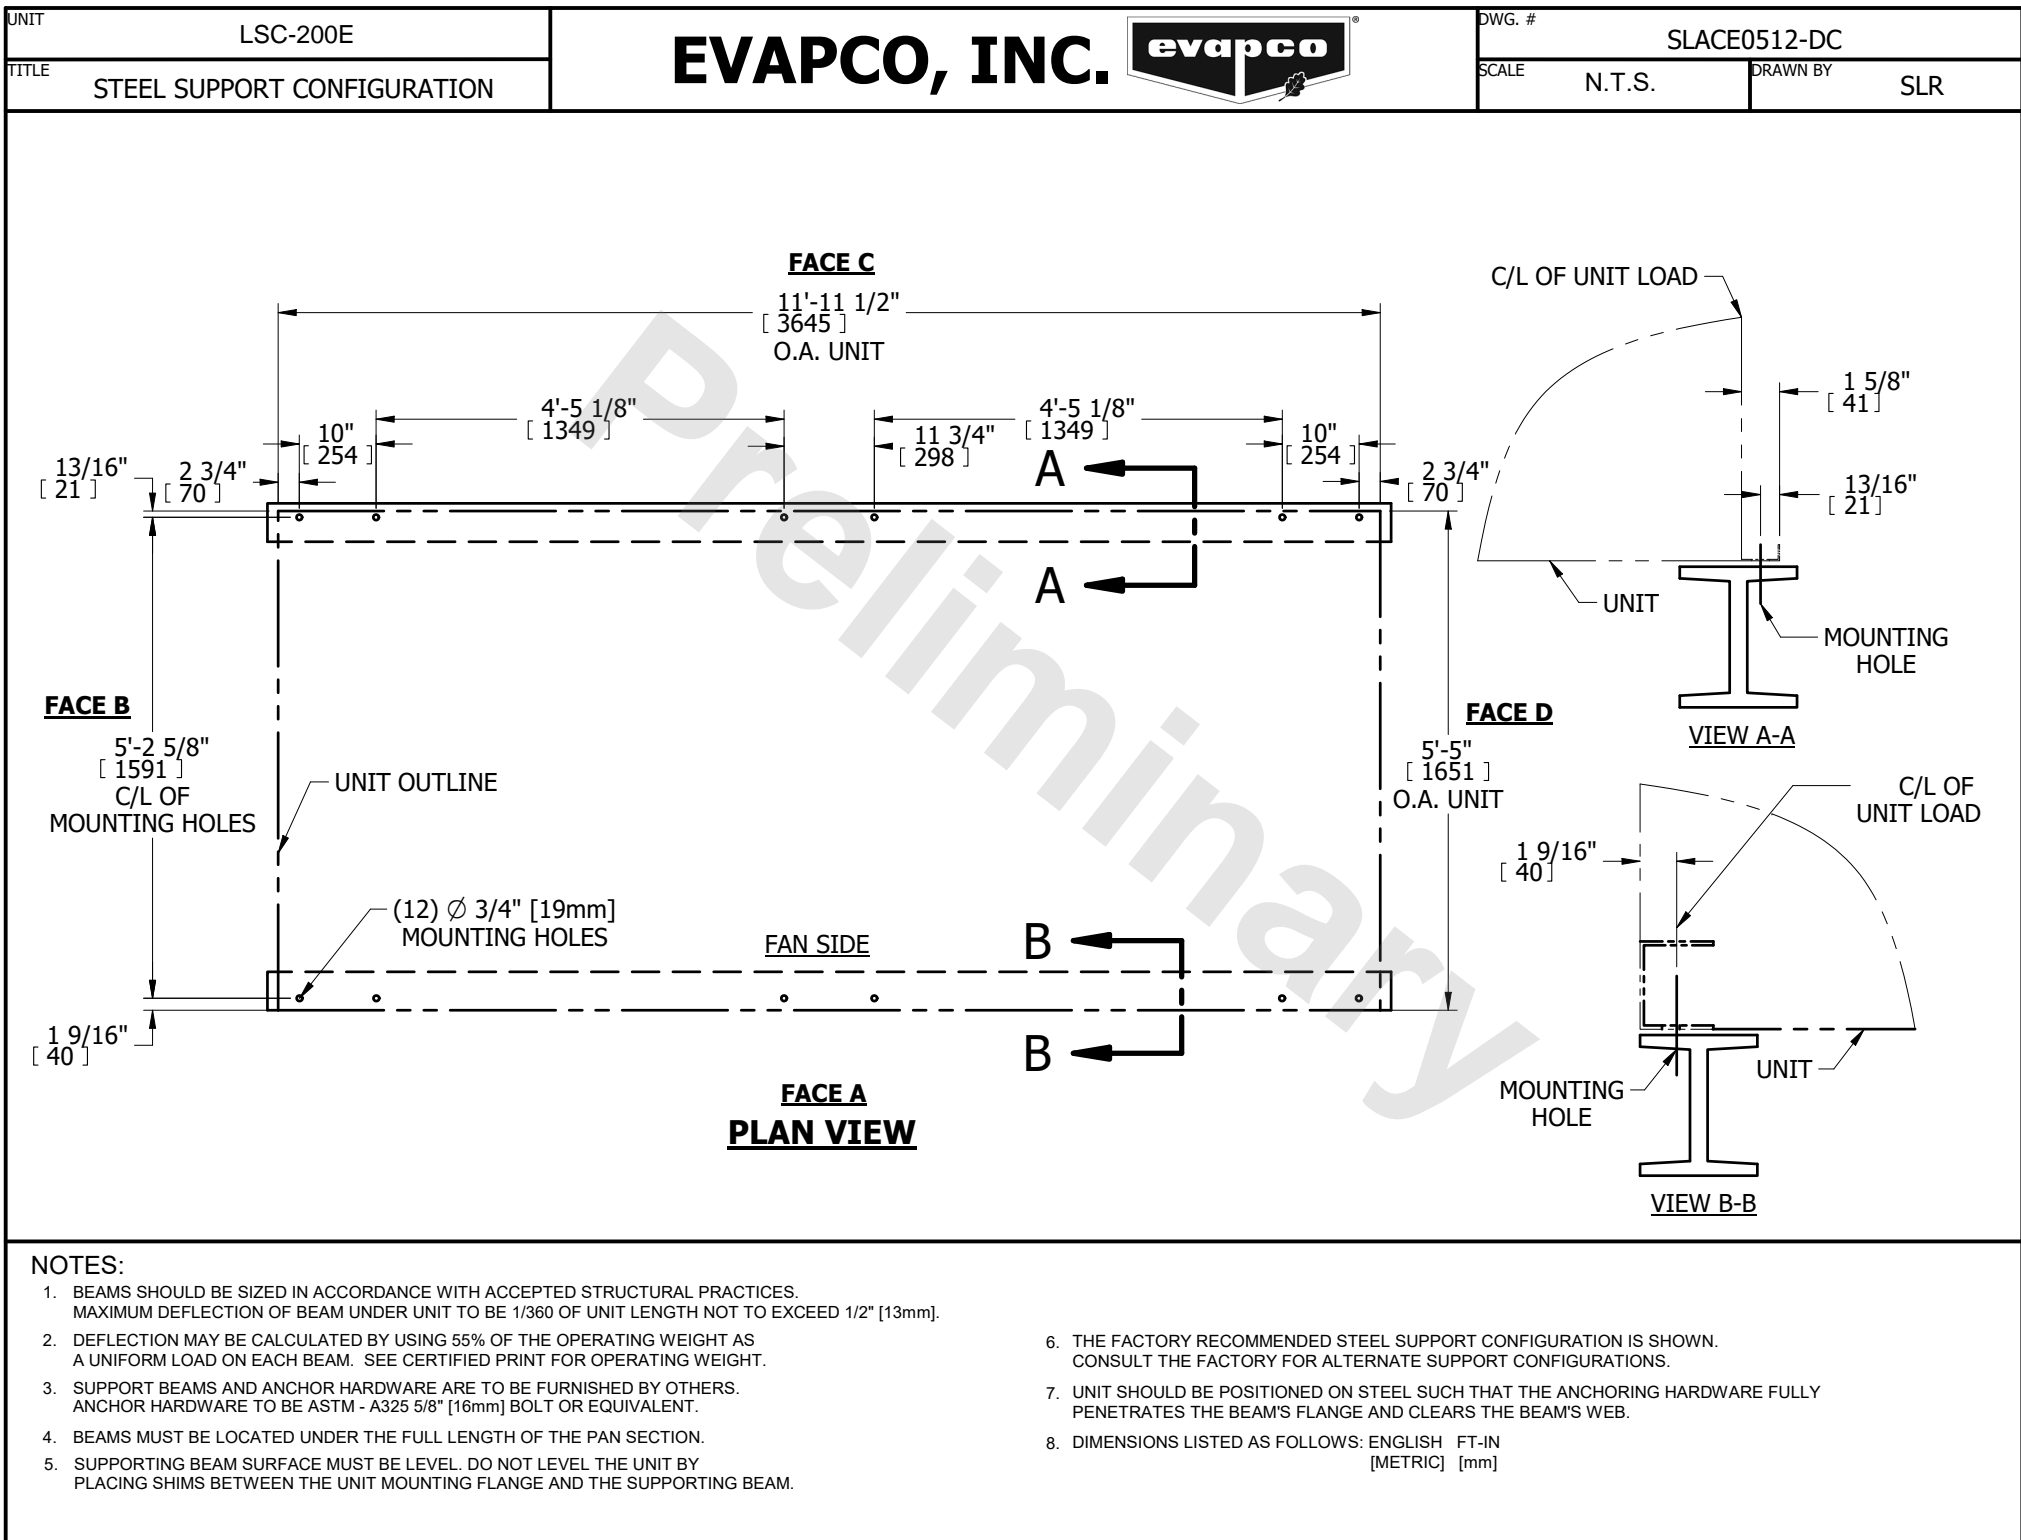 UNIT
LSC-200E
TITLE
STEEL SUPPORT CONFIGURATION
EVAPCO, INC.
evapco
®
DWG. #
SLACE0512-DC
SCALE
N.T.S.
DRAWN BY
SLR
FACE C
11'-11 1/2"
[ 3645 ]
O.A. UNIT
4'-5 1/8"
[ 1349 ]
4'-5 1/8"
[ 1349 ]
10"
[ 254 ]
11 3/4"
[ 298 ]
10"
[ 254 ]
13/16"
[ 21 ]
2 3/4"
[ 70 ]
2 3/4"
[ 70 ]
A
A
FACE B
5'-2 5/8"
[ 1591 ]
C/L OF
MOUNTING HOLES
UNIT OUTLINE
FACE D
5'-5"
[ 1651 ]
O.A. UNIT
(12) Ø 3/4" [19mm]
MOUNTING HOLES
FAN SIDE
B
B
1 9/16"
[ 40 ]
FACE A
PLAN VIEW
Preliminary
C/L OF UNIT LOAD
1 5/8"
[ 41]
13/16"
[ 21]
UNIT
MOUNTING
HOLE
VIEW A-A
C/L OF
UNIT LOAD
1 9/16"
[ 40]
UNIT
MOUNTING
HOLE
VIEW B-B
NOTES:
1. BEAMS SHOULD BE SIZED IN ACCORDANCE WITH ACCEPTED STRUCTURAL PRACTICES.
MAXIMUM DEFLECTION OF BEAM UNDER UNIT TO BE 1/360 OF UNIT LENGTH NOT TO EXCEED 1/2" [13mm].
2. DEFLECTION MAY BE CALCULATED BY USING 55% OF THE OPERATING WEIGHT AS
A UNIFORM LOAD ON EACH BEAM. SEE CERTIFIED PRINT FOR OPERATING WEIGHT.
3. SUPPORT BEAMS AND ANCHOR HARDWARE ARE TO BE FURNISHED BY OTHERS.
ANCHOR HARDWARE TO BE ASTM - A325 5/8" [16mm] BOLT OR EQUIVALENT.
4. BEAMS MUST BE LOCATED UNDER THE FULL LENGTH OF THE PAN SECTION.
5. SUPPORTING BEAM SURFACE MUST BE LEVEL. DO NOT LEVEL THE UNIT BY
PLACING SHIMS BETWEEN THE UNIT MOUNTING FLANGE AND THE SUPPORTING BEAM.
6. THE FACTORY RECOMMENDED STEEL SUPPORT CONFIGURATION IS SHOWN.
CONSULT THE FACTORY FOR ALTERNATE SUPPORT CONFIGURATIONS.
7. UNIT SHOULD BE POSITIONED ON STEEL SUCH THAT THE ANCHORING HARDWARE FULLY
PENETRATES THE BEAM'S FLANGE AND CLEARS THE BEAM'S WEB.
8. DIMENSIONS LISTED AS FOLLOWS: ENGLISH FT-IN
[METRIC] [mm]